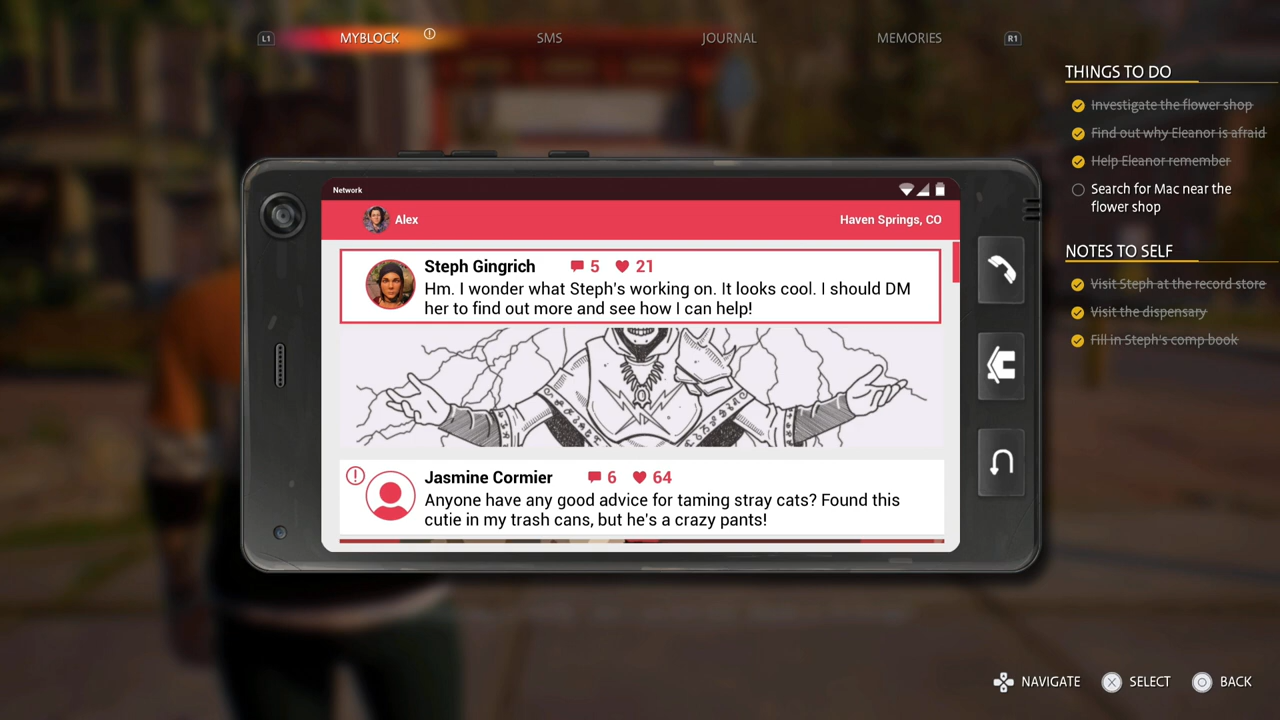 L1
MYBLOCK
SMS
JOURNAL
MEMORIES
R1
THINGS TO DO
Investigate the flower shop
Find out why Eleanor is afraid
Help Eleanor remember
Search for Mac near the
flower shop
NOTES TO SELF
Visit Steph at the record store
Visit the dispensary
Fill in Steph's comp book
Network
Alex
Haven Springs, CO
Steph Gingrich 5 21
Hm. I wonder what Steph's working on. It looks cool. I should DM
her to find out more and see how I can help!
Jasmine Cormier 6 64
Anyone have any good advice for taming stray cats? Found this
cutie in my trash cans, but he's a crazy pants!
NAVIGATE
SELECT
BACK